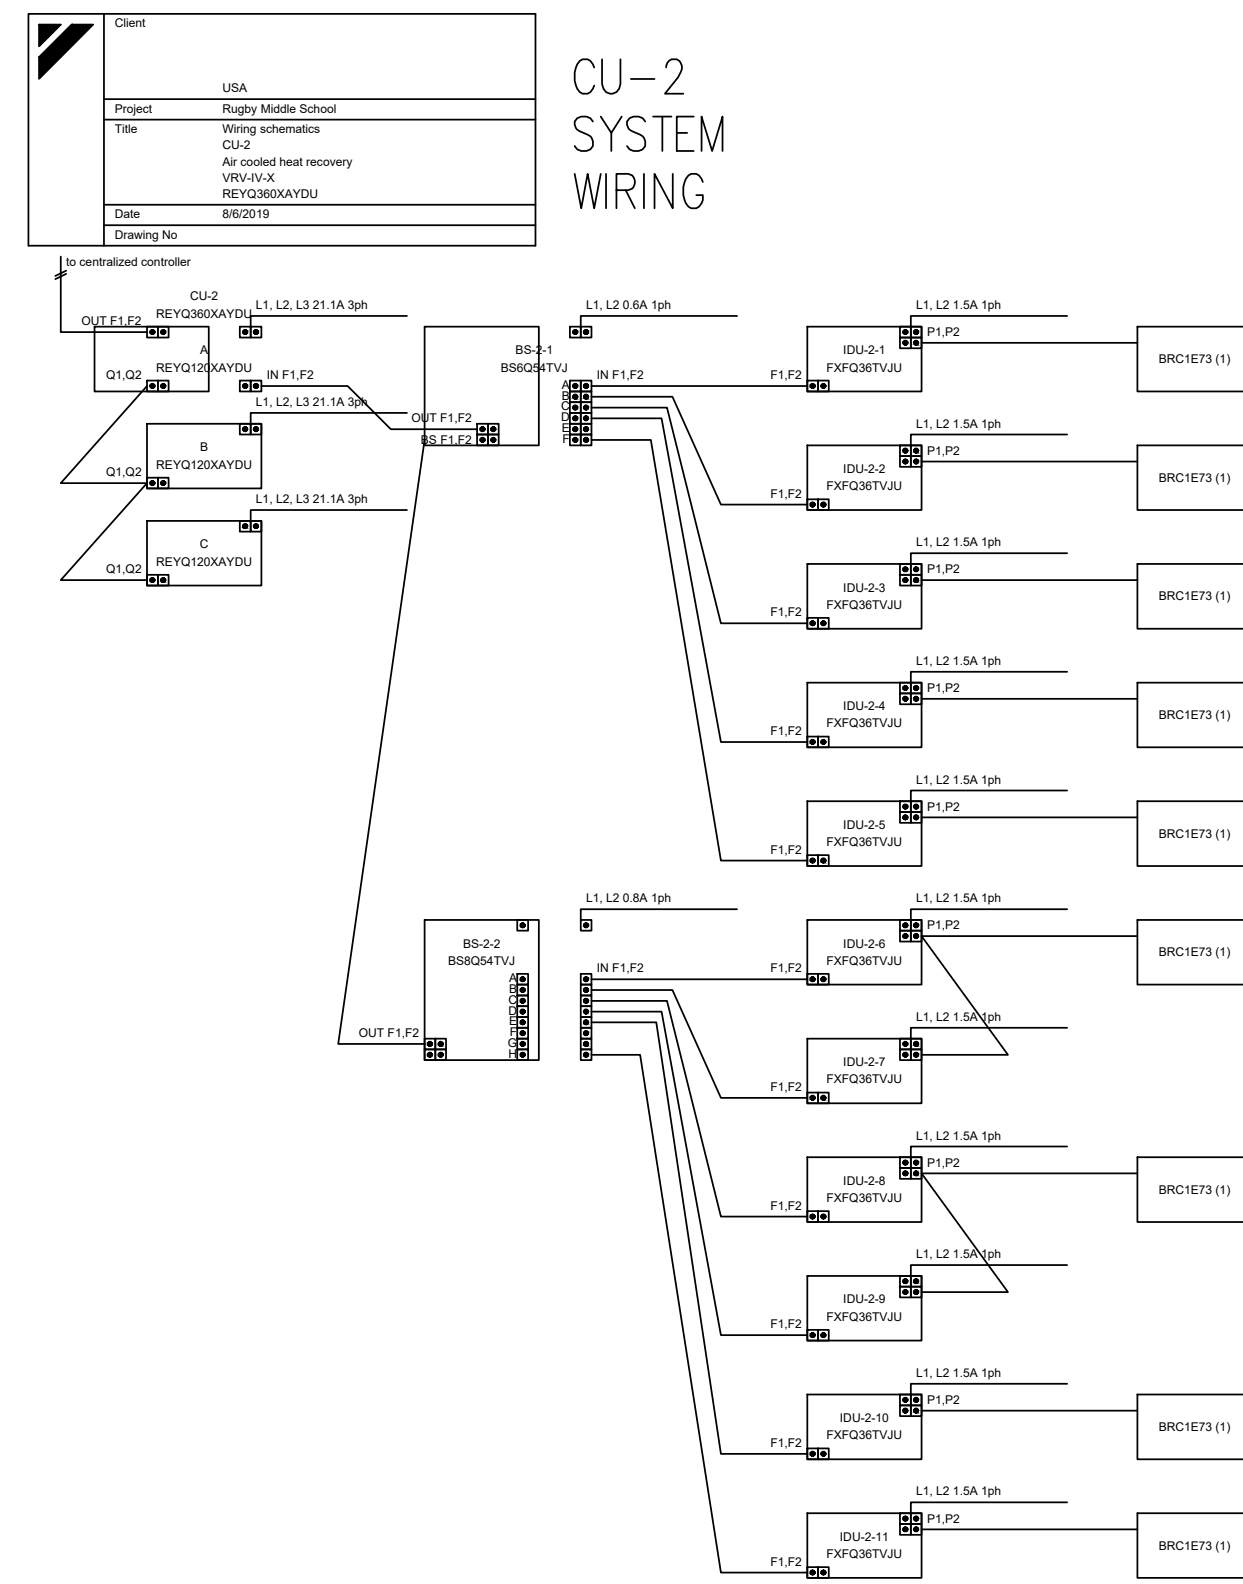 Client
USA
Project Rugby Middle School
Title Wiring schematics
CU-2
Air cooled heat recovery
VRV-IV-X
REYQ360XAYDU
Date 8/6/2019
Drawing No
CU-2
SYSTEM
WIRING
to centralized controller
CU-2
REYQ360XAYDU
L1, L2, L3 21.1A 3ph
OUT F1,F2
A
REYQ120XAYDU
Q1,Q2
IN F1,F2
L1, L2, L3 21.1A 3ph
B
REYQ120XAYDU
Q1,Q2
L1, L2, L3 21.1A 3ph
C
REYQ120XAYDU
Q1,Q2
L1, L2 0.6A 1ph
BS-2-1
BS6Q54TVJ
OUT F1,F2
BS F1,F2
A
B
C
D
E
F
IN F1,F2
L1, L2 0.8A 1ph
BS-2-2
BS8Q54TVJ
OUT F1,F2
A
B
C
D
E
F
G
H
IN F1,F2
L1, L2 1.5A 1ph
IDU-2-1
FXFQ36TVJU
F1,F2
P1,P2
BRC1E73 (1)
L1, L2 1.5A 1ph
IDU-2-2
FXFQ36TVJU
F1,F2
P1,P2
BRC1E73 (1)
L1, L2 1.5A 1ph
IDU-2-3
FXFQ36TVJU
F1,F2
P1,P2
BRC1E73 (1)
L1, L2 1.5A 1ph
IDU-2-4
FXFQ36TVJU
F1,F2
P1,P2
BRC1E73 (1)
L1, L2 1.5A 1ph
IDU-2-5
FXFQ36TVJU
F1,F2
P1,P2
BRC1E73 (1)
L1, L2 1.5A 1ph
IDU-2-6
FXFQ36TVJU
F1,F2
P1,P2
BRC1E73 (1)
L1, L2 1.5A 1ph
IDU-2-7
FXFQ36TVJU
F1,F2
L1, L2 1.5A 1ph
IDU-2-8
FXFQ36TVJU
F1,F2
P1,P2
BRC1E73 (1)
L1, L2 1.5A 1ph
IDU-2-9
FXFQ36TVJU
F1,F2
L1, L2 1.5A 1ph
IDU-2-10
FXFQ36TVJU
F1,F2
P1,P2
BRC1E73 (1)
L1, L2 1.5A 1ph
IDU-2-11
FXFQ36TVJU
F1,F2
P1,P2
BRC1E73 (1)